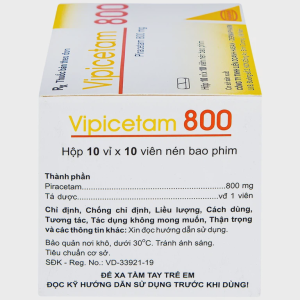 Rx Thuốc bán theo đơn
Vipicetam 800
Piracetam 800 mg
Vipicetam 800
Hộp 10 vỉ x 10 viên nén bao phim
Thành phần
Piracetam..............................................800 mg
Tá dược.................................................vđ 1 viên
Chỉ định, Chống chỉ định, Liều lượng, Cách dùng,
Tương tác, Tác dụng không mong muốn, Thận trọng
và các thông tin khác: Xin đọc hướng dẫn sử dụng.
Bảo quản nơi khô, dưới 30°C. Tránh ánh sáng.
Tiêu chuẩn cơ sở.
SĐK - Reg. No.: VD-33921-19
ĐỂ XA TẦM TAY TRẺ EM
ĐỌC KỸ HƯỚNG DẪN SỬ DỤNG TRƯỚC KHI DÙNG!